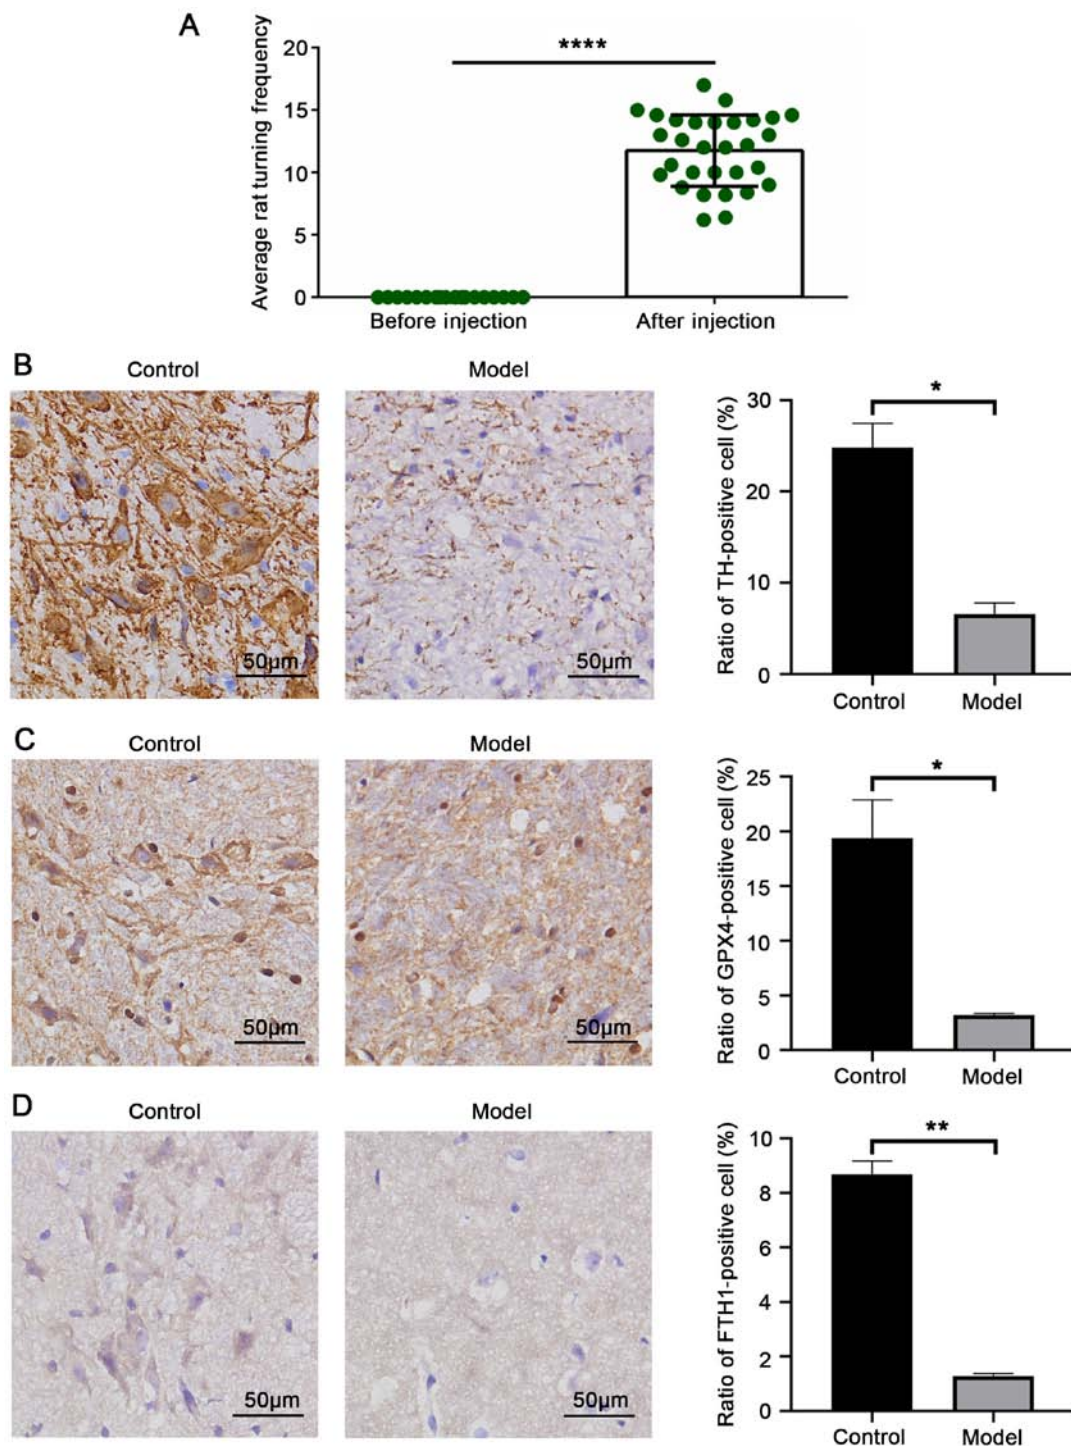 A
Average rat turning frequency
****
20
15
10
5
0
Before injection
After injection
B
Control
Model
50μm
50μm
Ratio of TH-positive cell (%)
*
30
20
10
0
Control
Model
C
Control
Model
50μm
50μm
Ratio of GPX4-positive cell (%)
*
25
20
15
10
5
0
Control
Model
D
Control
Model
50μm
50μm
Ratio of FTH1-positive cell (%)
**
10
8
6
4
2
0
Control
Model